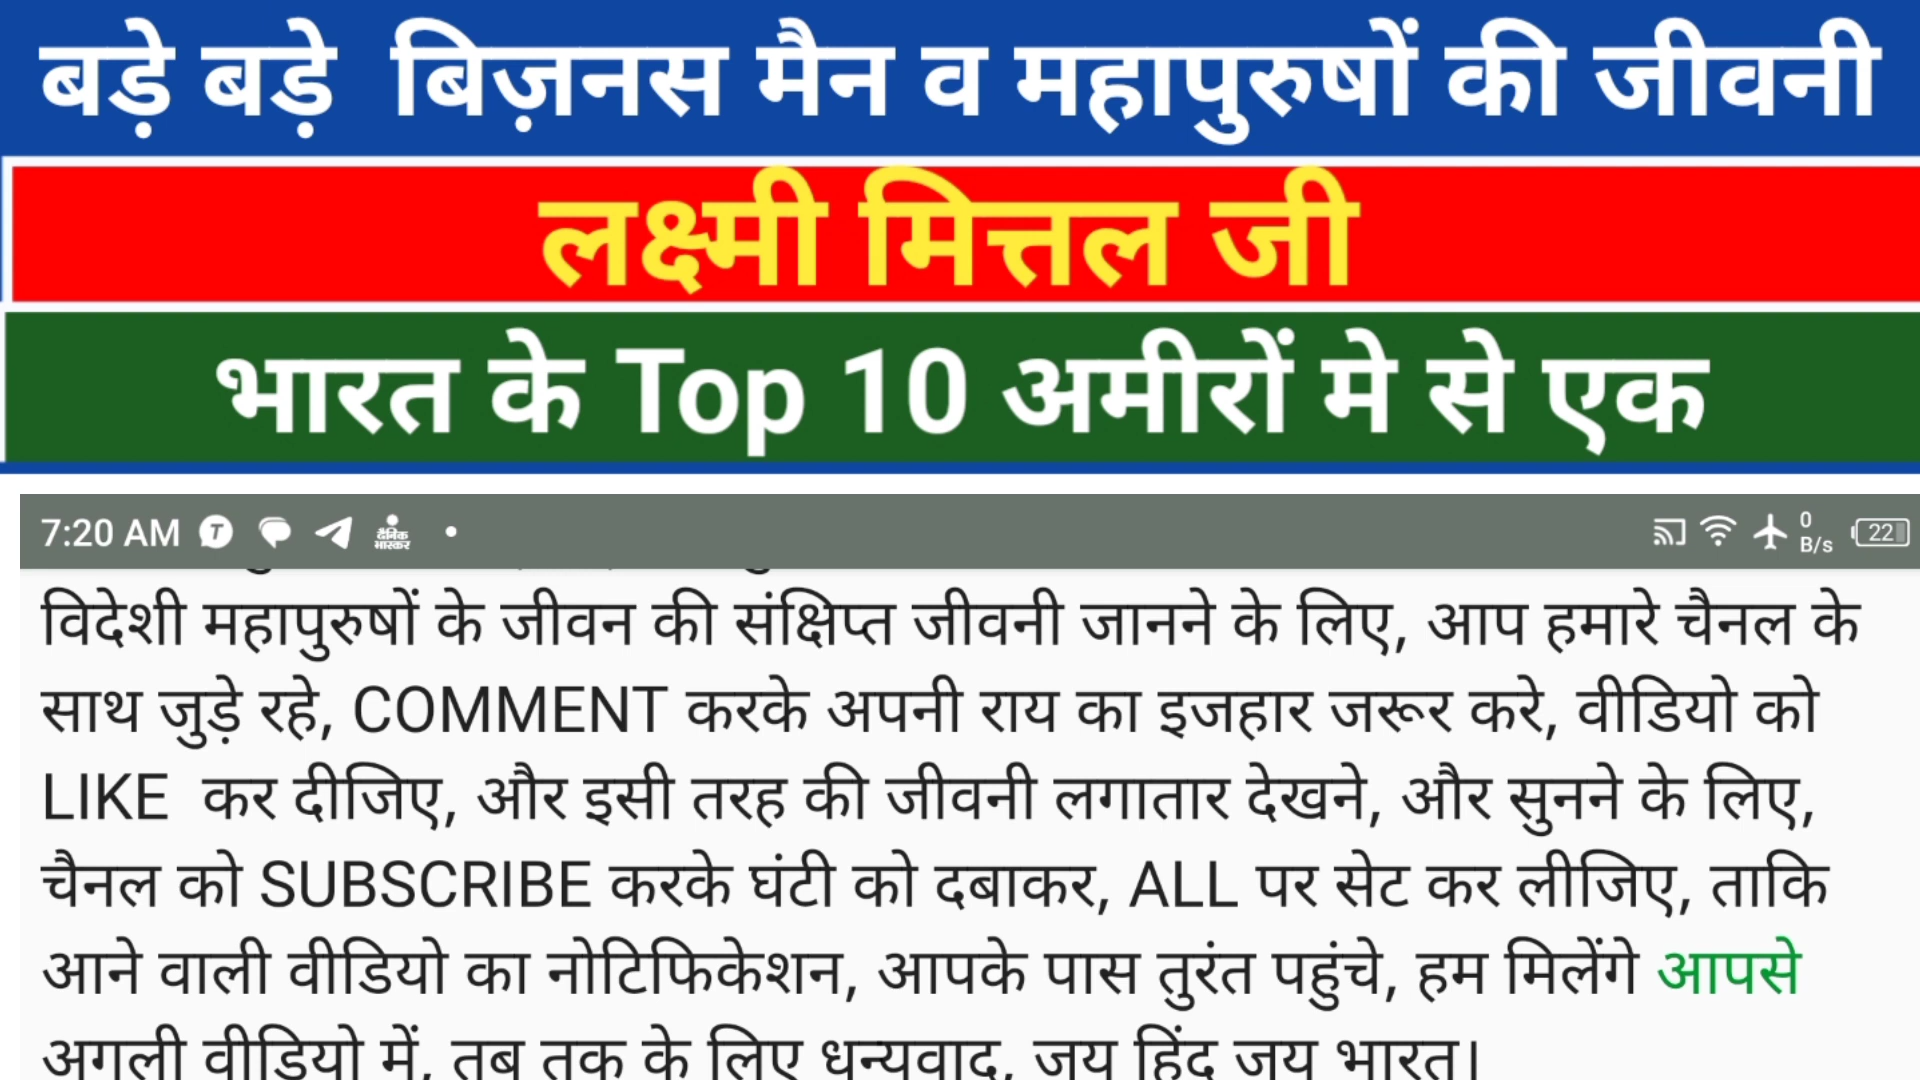 बड़े बड़े  बिज़नस मैन व महापुरुषों की जीवनी
लक्ष्मी मित्तल जी
भारत के Top 10 अमीरों मे से एक
7:20 AM T दैनिक भास्कर 0 B/s 22
विदेशी महापुरुषों के जीवन की संक्षिप्त जीवनी जानने के लिए, आप हमारे चैनल के
साथ जुड़े रहे, COMMENT करके अपनी राय का इजहार जरूर करे, वीडियो को
LIKE  कर दीजिए, और इसी तरह की जीवनी लगातार देखने, और सुनने के लिए,
चैनल को SUBSCRIBE करके घंटी को दबाकर, ALL पर सेट कर लीजिए, ताकि
आने वाली वीडियो का नोटिफिकेशन, आपके पास तुरंत पहुंचे, हम मिलेंगे आपसे
अगली वीडियो में, तब तक के लिए धन्यवाद, जय हिंद जय भारत।